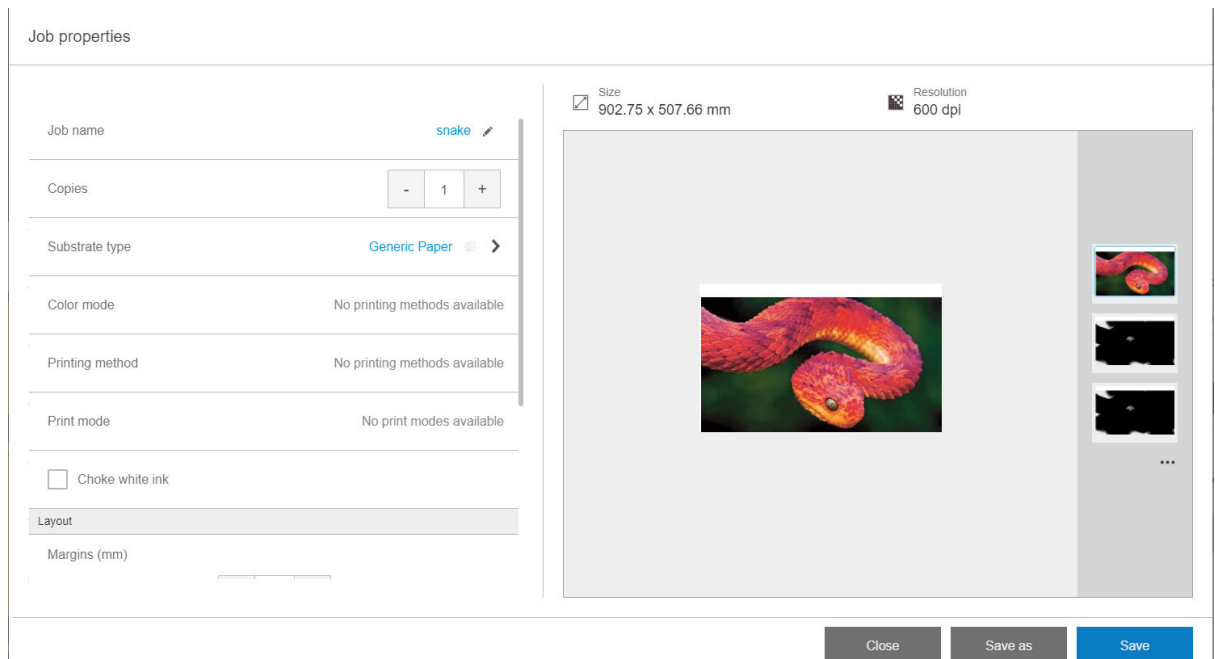 Job properties
Size
902.75 x 507.66 mm
Resolution
600 dpi
Job name snake
Copies - 1 +
Substrate type Generic Paper
Color mode No printing methods available
Printing method No printing methods available
Print mode No print modes available
Choke white ink
Layout
Margins (mm)
...
Close Save as Save